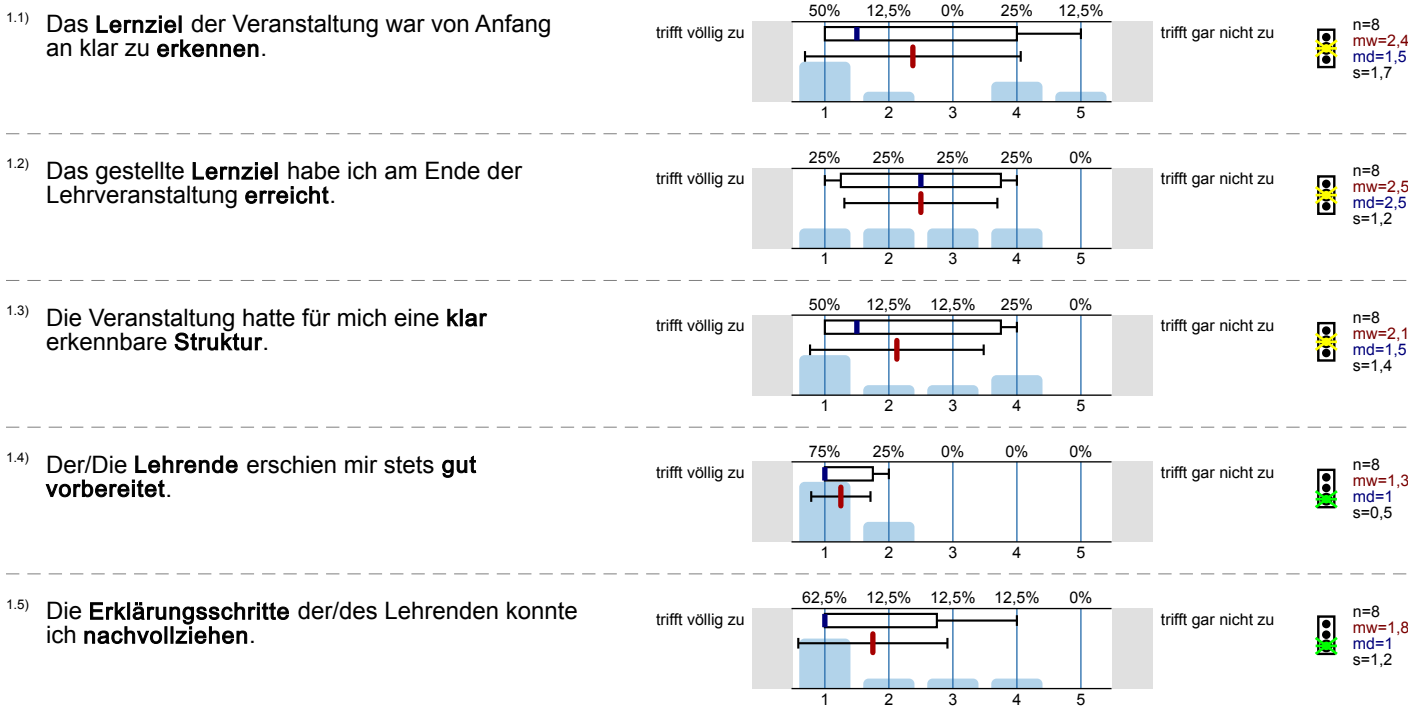 1.1) Das Lernziel der Veranstaltung war von Anfang
an klar zu erkennen.
trifft völlig zu
50% 12,5% 0% 25% 12,5%
1 2 3 4 5
trifft gar nicht zu
n=8
mw=2,4
md=1,5
s=1,7
1.2) Das gestellte Lernziel habe ich am Ende der
Lehrveranstaltung erreicht.
trifft völlig zu
25% 25% 25% 25% 0%
1 2 3 4 5
trifft gar nicht zu
n=8
mw=2,5
md=2,5
s=1,2
1.3) Die Veranstaltung hatte für mich eine klar
erkennbare Struktur.
trifft völlig zu
50% 12,5% 12,5% 25% 0%
1 2 3 4 5
trifft gar nicht zu
n=8
mw=2,1
md=1,5
s=1,4
1.4) Der/Die Lehrende erschien mir stets gut
vorbereitet.
trifft völlig zu
75% 25% 0% 0% 0%
1 2 3 4 5
trifft gar nicht zu
n=8
mw=1,3
md=1
s=0,5
1.5) Die Erklärungsschritte der/des Lehrenden konnte
ich nachvollziehen.
trifft völlig zu
62,5% 12,5% 12,5% 12,5% 0%
1 2 3 4 5
trifft gar nicht zu
n=8
mw=1,8
md=1
s=1,2